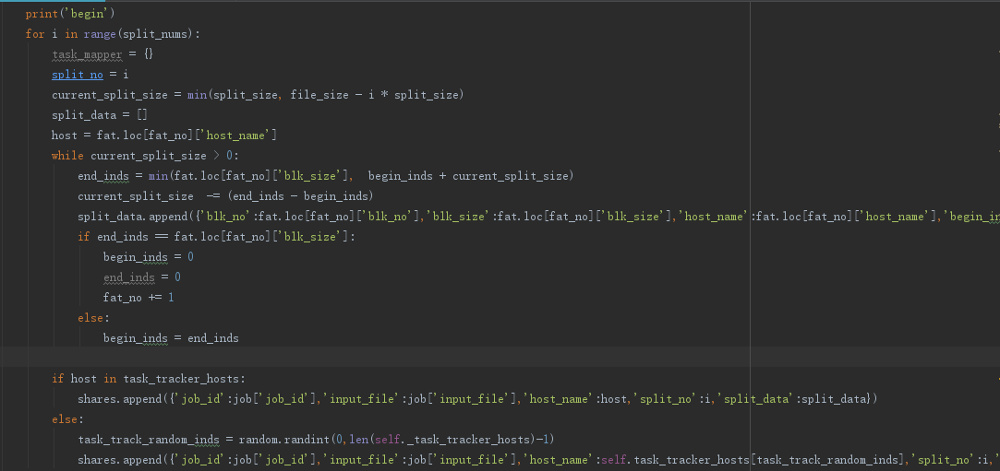 print('begin')
for i in range(split_nums):
task_mapper = {}
split_no = i
current_split_size = min(split_size, file_size - i * split_size)
split_data = []
host = fat.loc[fat_no]['host_name']
while current_split_size > 0:
end_inds = min(fat.loc[fat_no]['blk_size'],  begin_inds + current_split_size)
current_split_size  -= (end_inds - begin_inds)
split_data.append({'blk_no':fat.loc[fat_no]['blk_no'],'blk_size':fat.loc[fat_no]['blk_size'],'host_name':fat.loc[fat_no]['host_name'],'begin_in
if end_inds == fat.loc[fat_no]['blk_size']:
begin_inds = 0
end_inds = 0
fat_no += 1
else:
begin_inds = end_inds
if host in task_tracker_hosts:
shares.append({'job_id':job['job_id'],'input_file':job['input_file'],'host_name':host,'split_no':i,'split_data':split_data})
else:
task_track_random_inds = random.randint(0,len(self._task_tracker_hosts)-1)
shares.append({'job_id':job['job_id'],'input_file':job['input_file'],'host_name':self.task_tracker_hosts[task_track_random_inds],'split_no':i,'